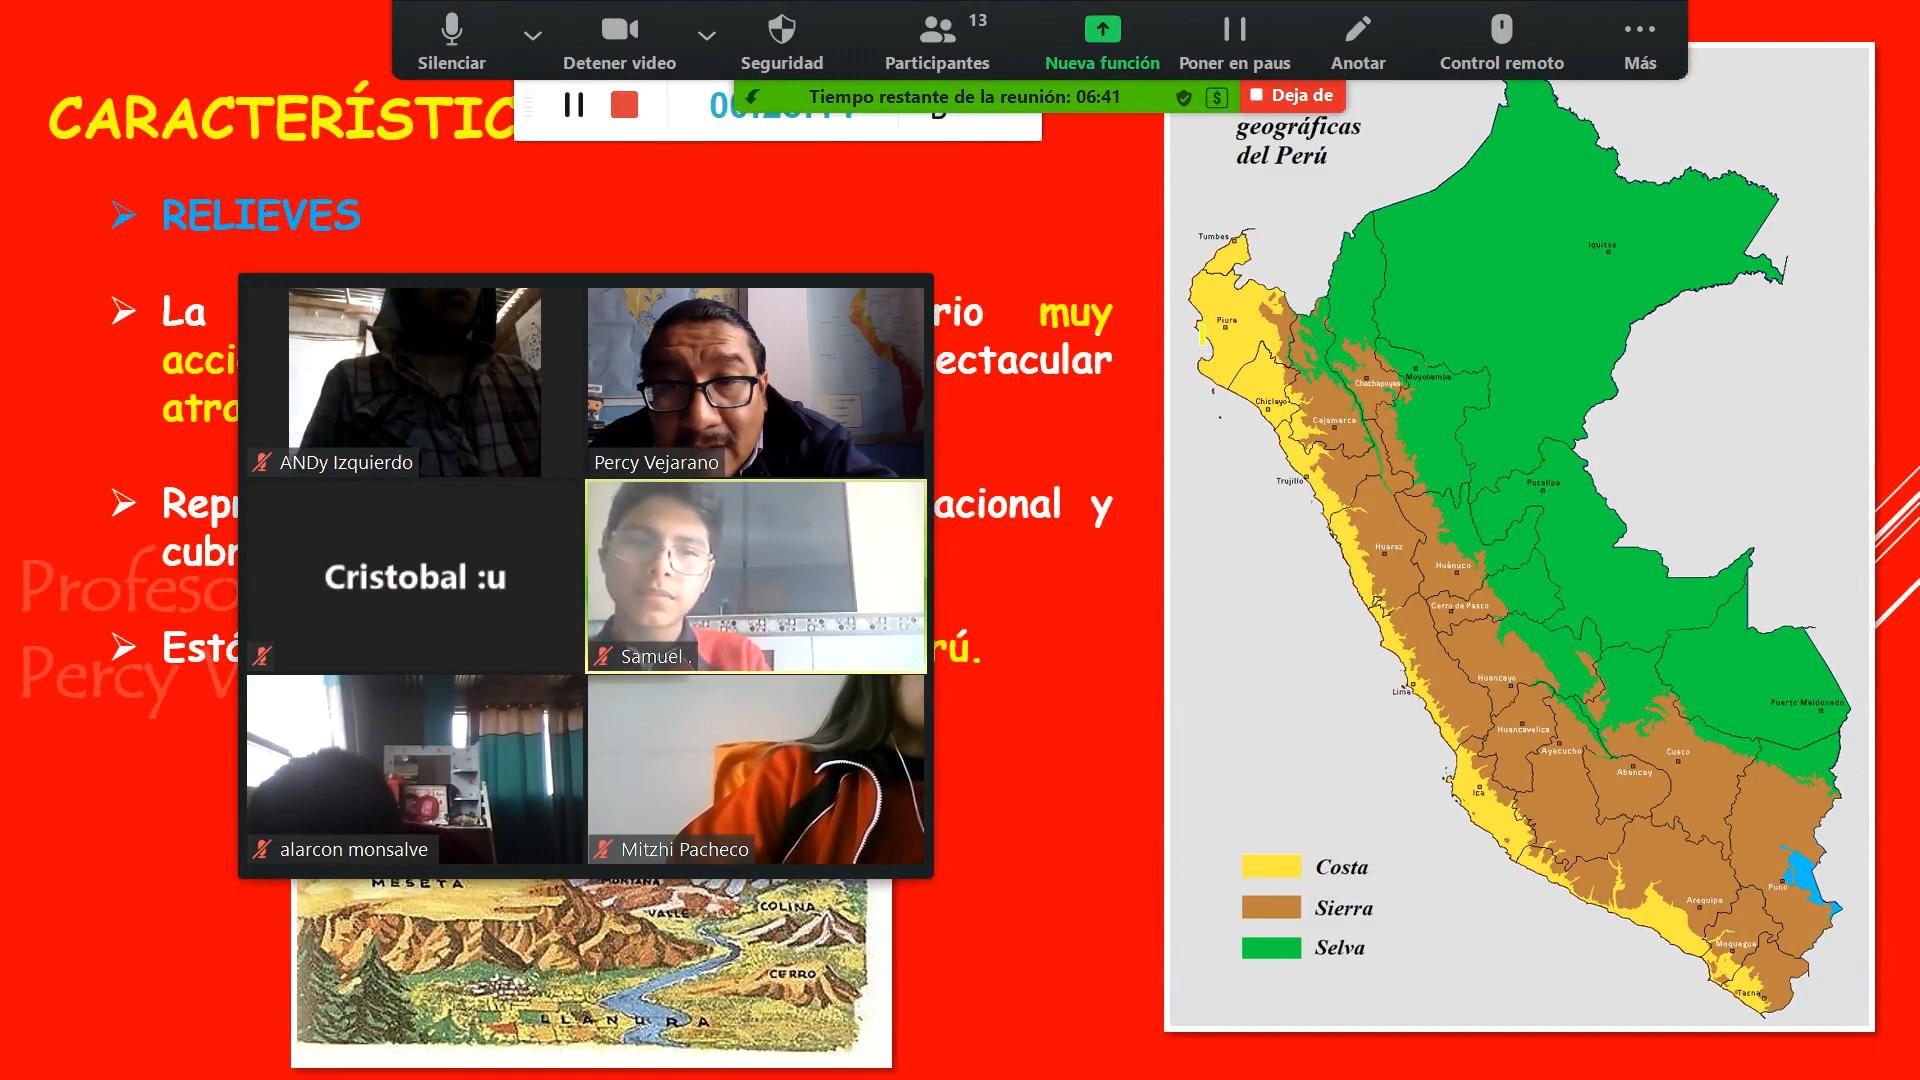 Silenciar
Detener video
Seguridad
13
Participantes
Nueva función
Poner en paus
Anotar
Control remoto
Más
Tiempo restante de la reunión: 06:41
Deja de
CARACTERÍSTIC
RELIEVES
La rio muy
acci ectacular
atra
Repr acional y
cubr
Está rú.
Profeso
Percy V
ANDy Izquierdo
Percy Vejarano
Cristobal :u
Samuel .
alarcon monsalve
Mitzhi Pacheco
MESETA
MONTAÑA
VALLE
COLINA
CERRO
LLANURA
geográficas
del Perú
Tumbes
Iquitos
Piura
Moyobamba
Chachapoyas
Chiclayo
Cajamarca
Trujillo
Pucallpa
Huaraz
Huánuco
Cerro de Pasco
Huancayo
Lima
Puerto Maldonado
Huancavelica
Ayacucho
Cusco
Abancay
Ica
Puno
Arequipa
Moquegua
Tacna
Costa
Sierra
Selva